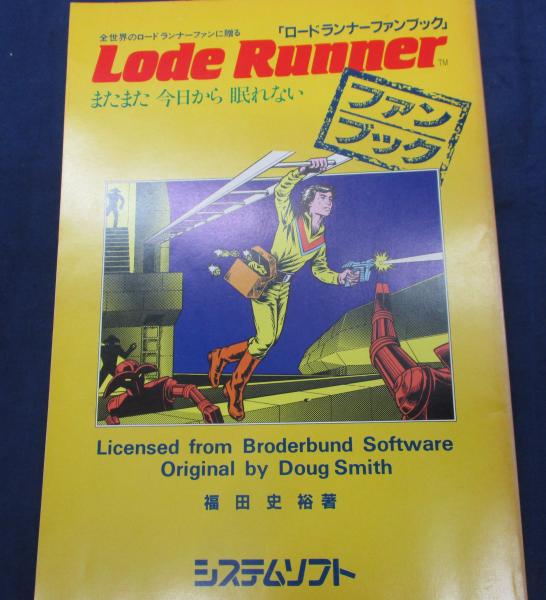 全世界のロードランナーファンに贈る
「ロードランナーファンブック」
Lode Runner TM
またまた 今日から 眠れない
ファン
ブック
Licensed from Broderbund Software
Original by Doug Smith
福田史裕著
システムソフト